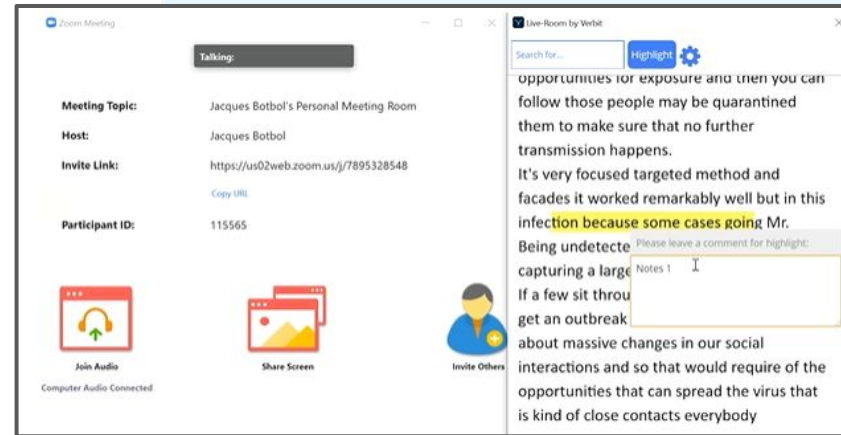 Zoom Meeting
Talking:
Meeting Topic: Jacques Botbol's Personal Meeting Room
Host: Jacques Botbol
Invite Link: https://us02web.zoom.us/j/7895328548
Copy URL
Participant ID: 115565
Join Audio
Computer Audio Connected
Share Screen
Invite Others
Live-Room by Verbit
Search for...
Highlight
opportunities for exposure and then you can
follow those people may be quarantined
them to make sure that no further
transmission happens.
It's very focused targeted method and
facades it worked remarkably well but in this
infection because some cases going Mr.
Being undetecte
Please leave a comment for highlight:
capturing a large
Notes 1
If a few sit throu
get an outbreak
about massive changes in our social
interactions and so that would require of the
opportunities that can spread the virus that
is kind of close contacts everybody